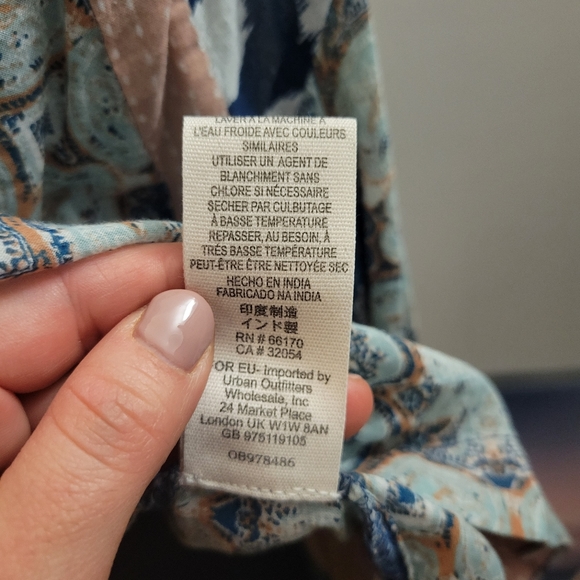 LAVER A LA MACHINE A
L'EAU FROIDE AVEC COULEURS
SIMILAIRES
UTILISER UN AGENT DE
BLANCHIMENT SANS
CHLORE SI NÉCESSAIRE
SECHER PAR CULBUTAGE
À BASSE TEMPÉRATURE
REPASSER, AU BESOIN, À
TRÉS BASSE TEMPÉRATURE
PEUT-ÊTRE ÊTRE NETTOYÉE SEC
HECHO EN INDIA
FABRICADO NA INDIA
印度制造
インド製
RN # 66170
CA # 32054
OR EU- Imported by
Urban Outfitters
Wholesale, Inc
24 Market Place
London UK W1W 8AN
GB 975119105
OB978486